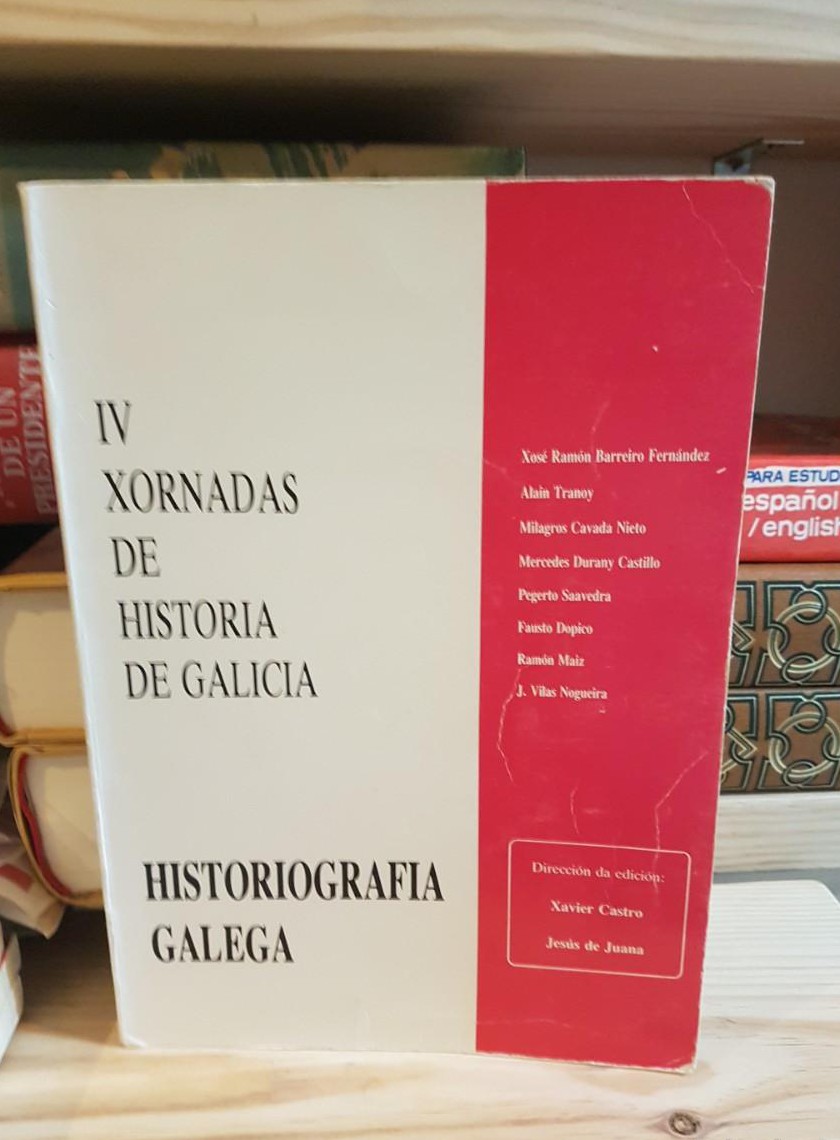 IV
XORNADAS
DE
HISTORIA
DE GALICIA
HISTORIOGRAFIA
GALEGA
Xosé Ramón Barreiro Fernández
Alain Tranoy
Milagros Cavada Nieto
Mercedes Durany Castillo
Pegerto Saavedra
Fausto Dopico
Ramón Maiz
J. Vilas Nogueira
Dirección da edición:
Xavier Castro
Jesús de Juana
DE UN
PRESIDENTE
PARA ESTUD
español
/english